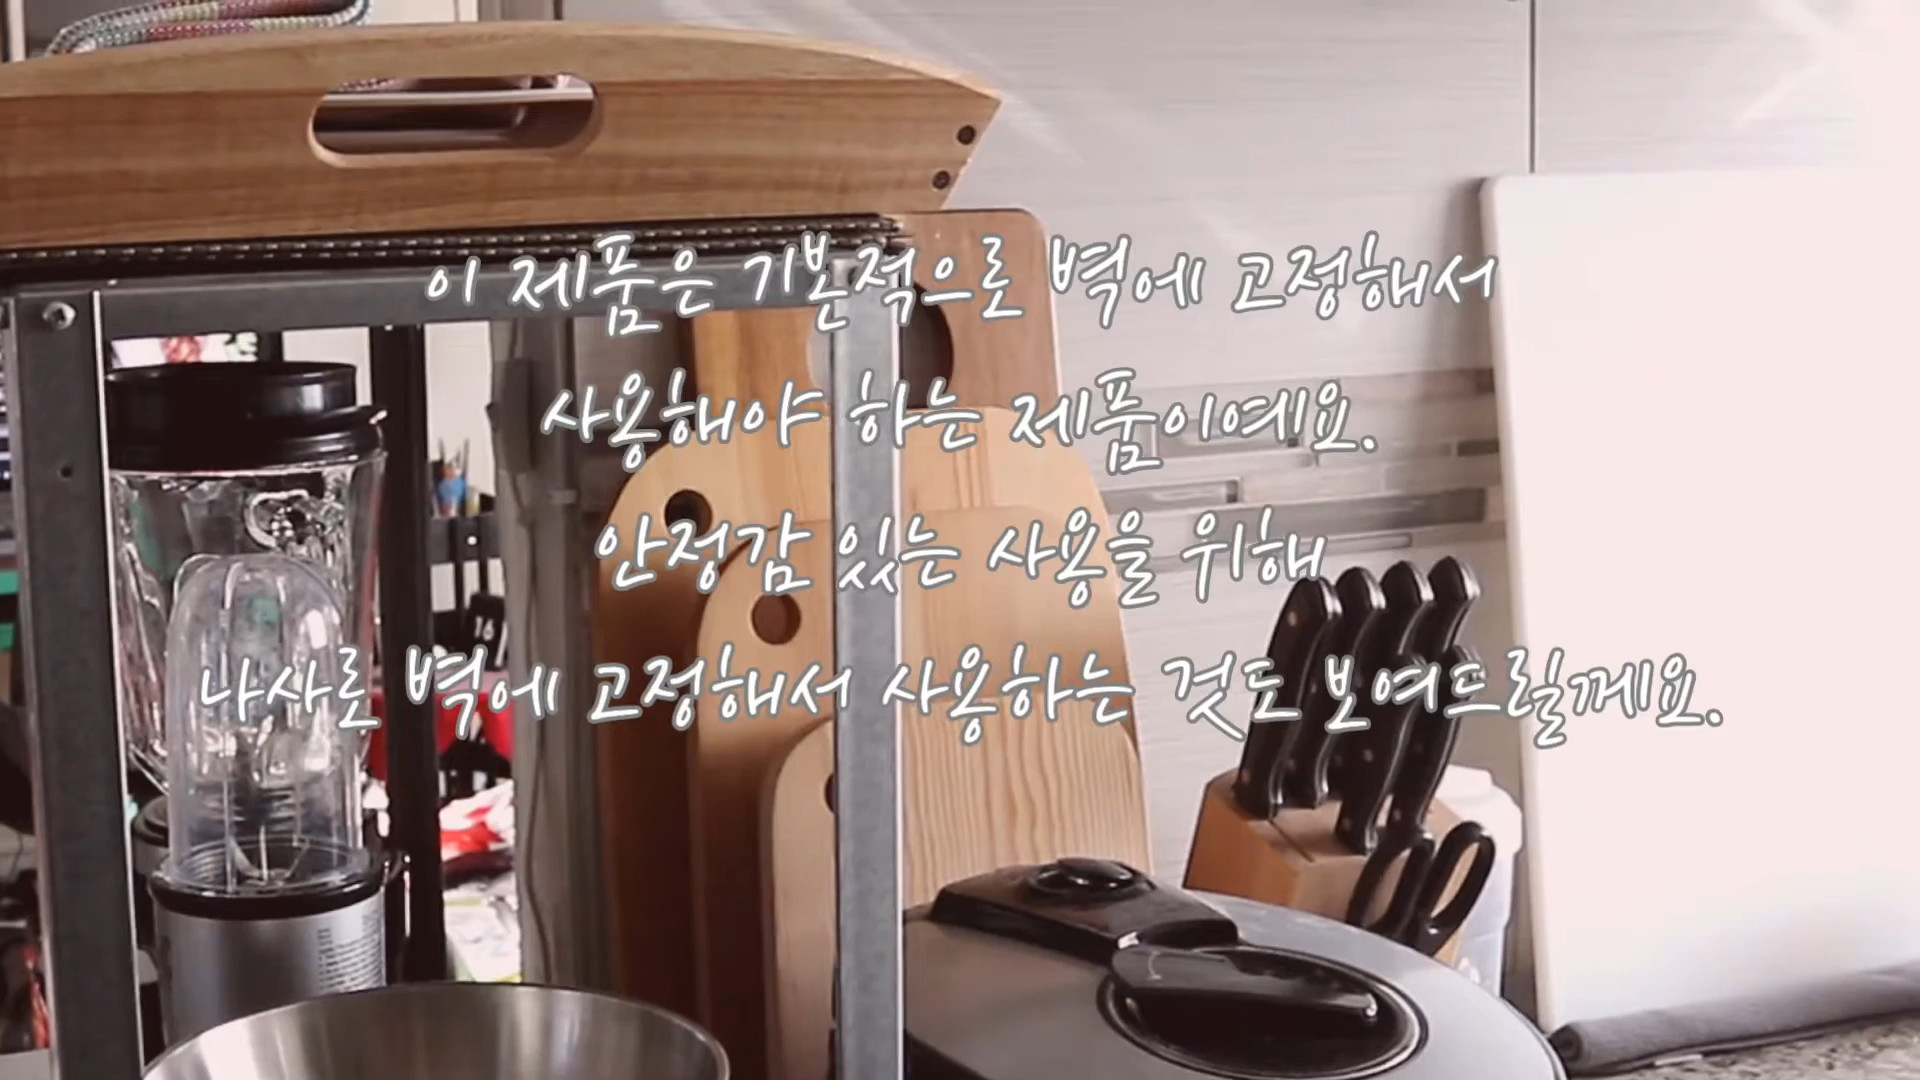 이 제품은 기본적으로 벽에 고정해서
사용해야 하는 제품이예요.
안정감 있는 사용을 위해
나사로 벽에 고정해서 사용하는 것도 보여드릴께요.
16